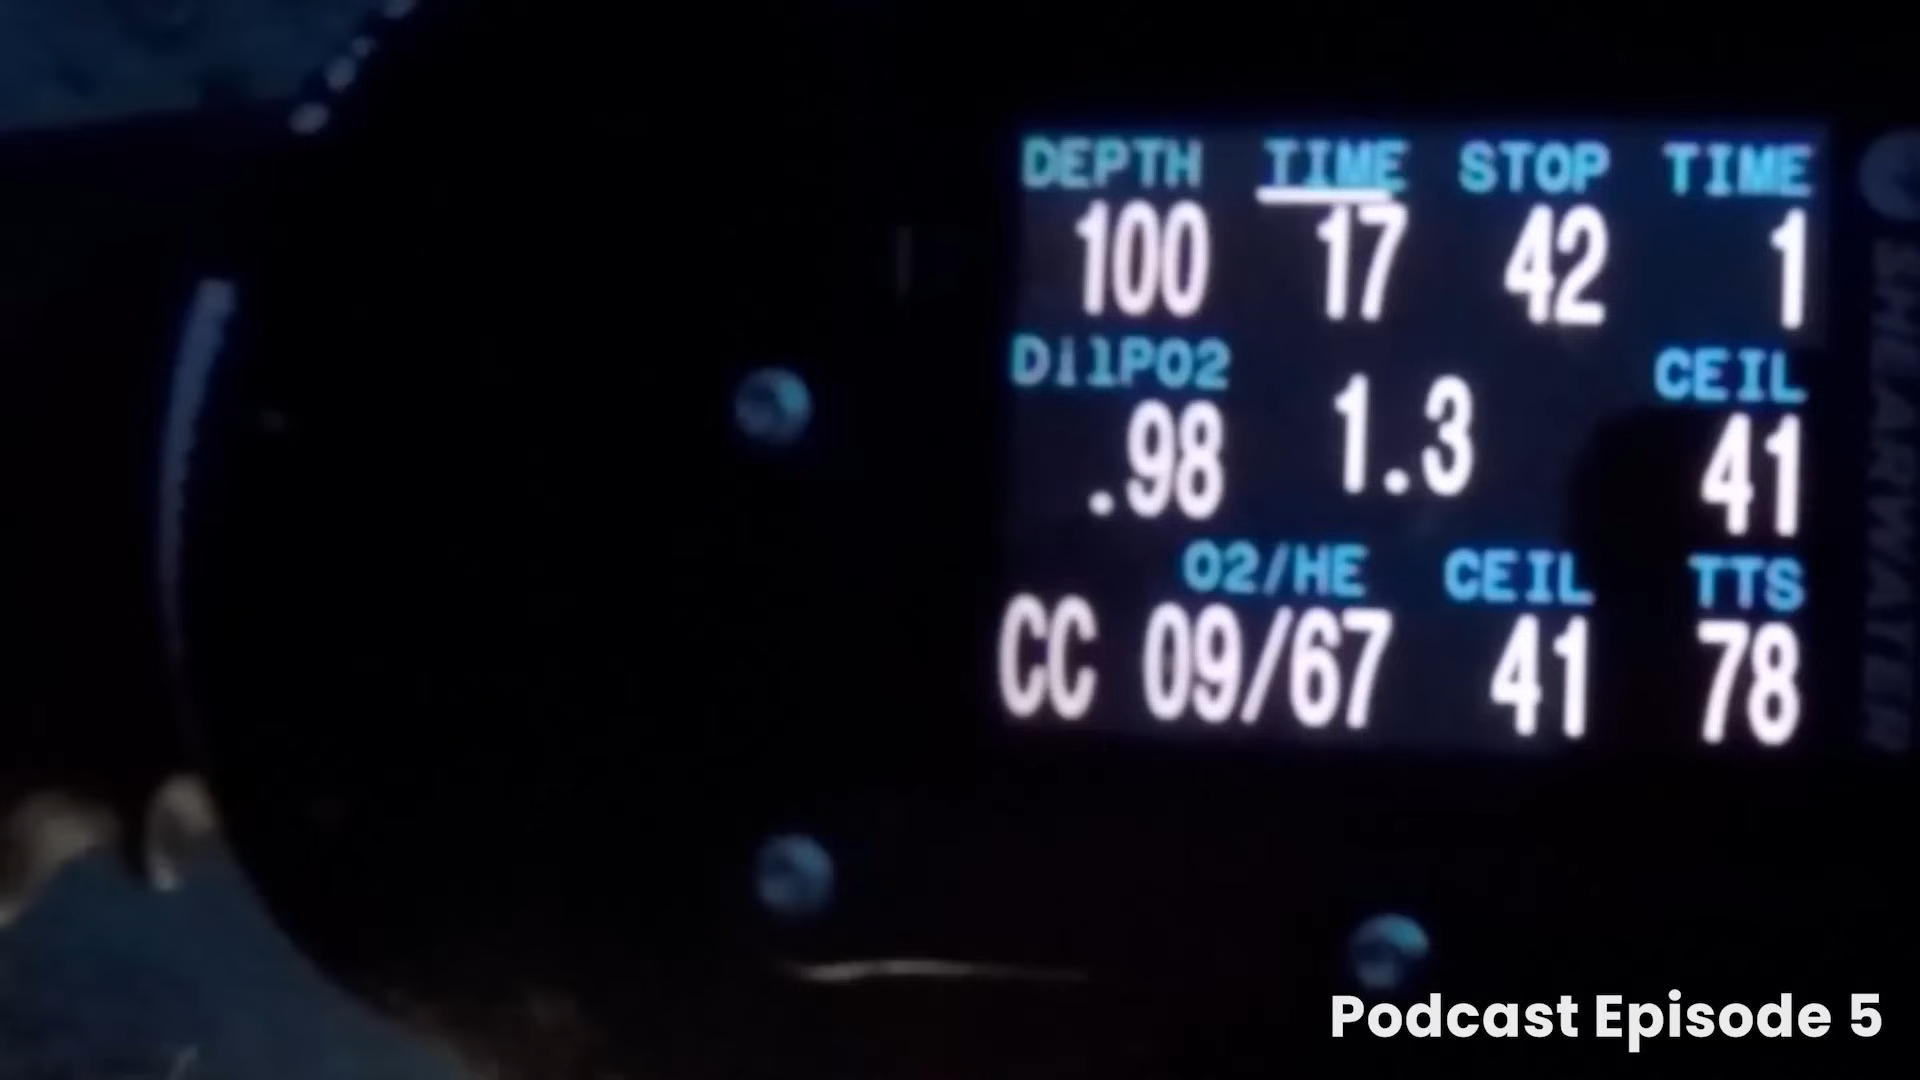 DEPTH TIME STOP TIME
100 17 42 1
DilPO2 CEIL
.98 1.3 41
O2/HE CEIL TTS
CC 09/67 41 78
SHEARWATER
Podcast Episode 5